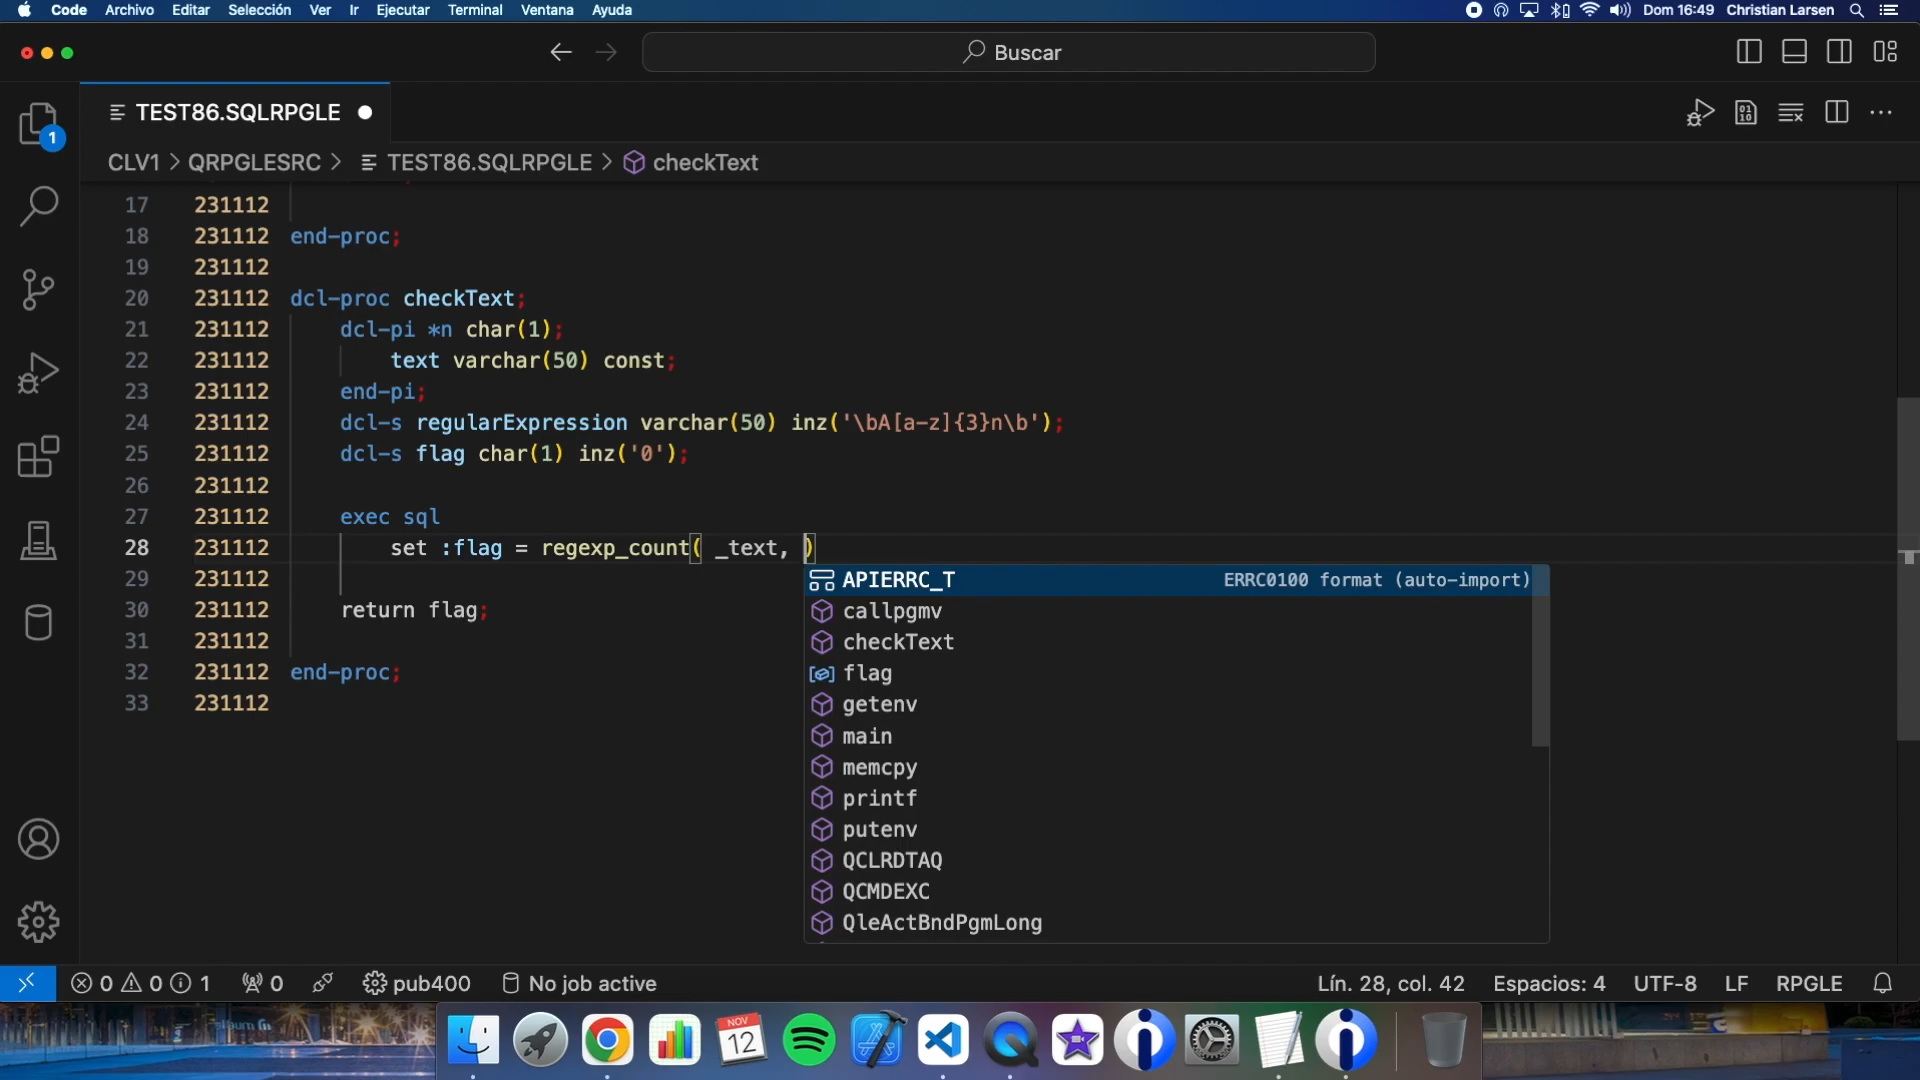 Code Archivo Editar Selección Ver Ir Ejecutar Terminal Ventana Ayuda Dom 16:49 Christian Larsen
Buscar
TEST86.SQLRPGLE
1
CLV1 > QRPGLESRC > TEST86.SQLRPGLE > checkText
17 231112
18 231112 end-proc;
19 231112
20 231112 dcl-proc checkText;
21 231112 dcl-pi *n char(1);
22 231112 text varchar(50) const;
23 231112 end-pi;
24 231112 dcl-s regularExpression varchar(50) inz('\bA[a-z]{3}n\b');
25 231112 dcl-s flag char(1) inz('0');
26 231112
27 231112 exec sql
28 231112 set :flag = regexp_count( _text, )
29 231112
30 231112 return flag;
31 231112
32 231112 end-proc;
33 231112
APIERRC_T ERRC0100 format (auto-import)
callpgmv
checkText
flag
getenv
main
memcpy
printf
putenv
QCLRDTAQ
QCMDEXC
QleActBndPgmLong
0 0 1 0 pub400 No job active Lín. 28, col. 42 Espacios: 4 UTF-8 LF RPGLE
NOV
12